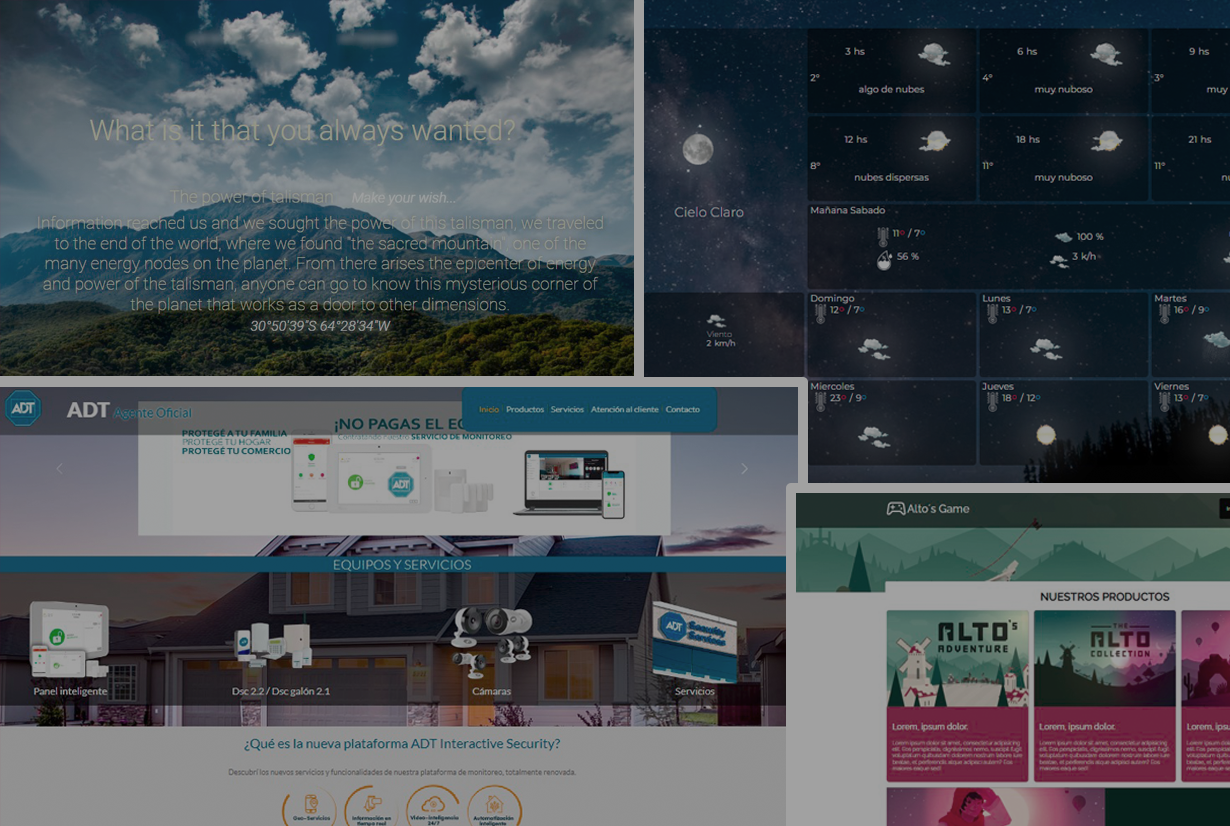 What is it that you always wanted?
The power of talisman Make your wish...
Information reached us and we sought the power of this talisman, we traveled
to the end of the world, where we found "the sacred mountain", one of the
many energy nodes on the planet. From there arises the epicenter of energy
and power of the talisman, anyone can go to know this mysterious corner of
the planet that works as a door to other dimensions.
30°50'39"S 64°28'34"W
3 hs
2°
algo de nubes
6 hs
4°
muy nuboso
9 hs
3°
muy
12 hs
8°
nubes dispersas
18 hs
11°
muy nuboso
21 hs
11°
Cielo Claro
Mañana Sabado
11° / 7°
56 %
100 %
3 k/h
Viento
2 km/h
Domingo
12° / 7°
Lunes
13° / 7°
Martes
16° / 9°
Miercoles
23° / 9°
Jueves
18° / 12°
Viernes
13° / 7°
ADT
ADT Agente Oficial
Inicio Productos Servicios Atención al cliente Contacto
PROTEGÉ A TU FAMILIA
PROTEGÉ TU HOGAR
PROTEGÉ TU COMERCIO
¡NO PAGAS EL EQ
Contratando nuestro SERVICIO DE MONITOREO
ADT
EQUIPOS Y SERVICIOS
ADT Security Services
Panel inteligente
Dsc 2.2 / Dsc galón 2.1
Cámaras
Servicios
¿Qué es la nueva plataforma ADT Interactive Security?
Descubrí los nuevos servicios y funcionalidades de nuestra plataforma de monitoreo, totalmente renovada.
Geo-Servicios
Información en
tiempo real
Video-inteligencia
24/7
Automatización
inteligente
Alto's Game
NUESTROS PRODUCTOS
ALTO'S
ADVENTURE
THE
ALTO
COLLECTION
Lorem, ipsum dolor.
Lorem, ipsum dolor.
Lorem, ips